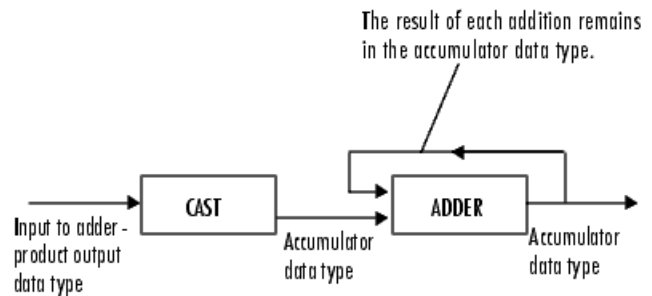 The result of each addition remains
in the accumulator data type.
CAST
ADDER
Input to adder -
product output
data type
Accumulator
data type
Accumulator
data type